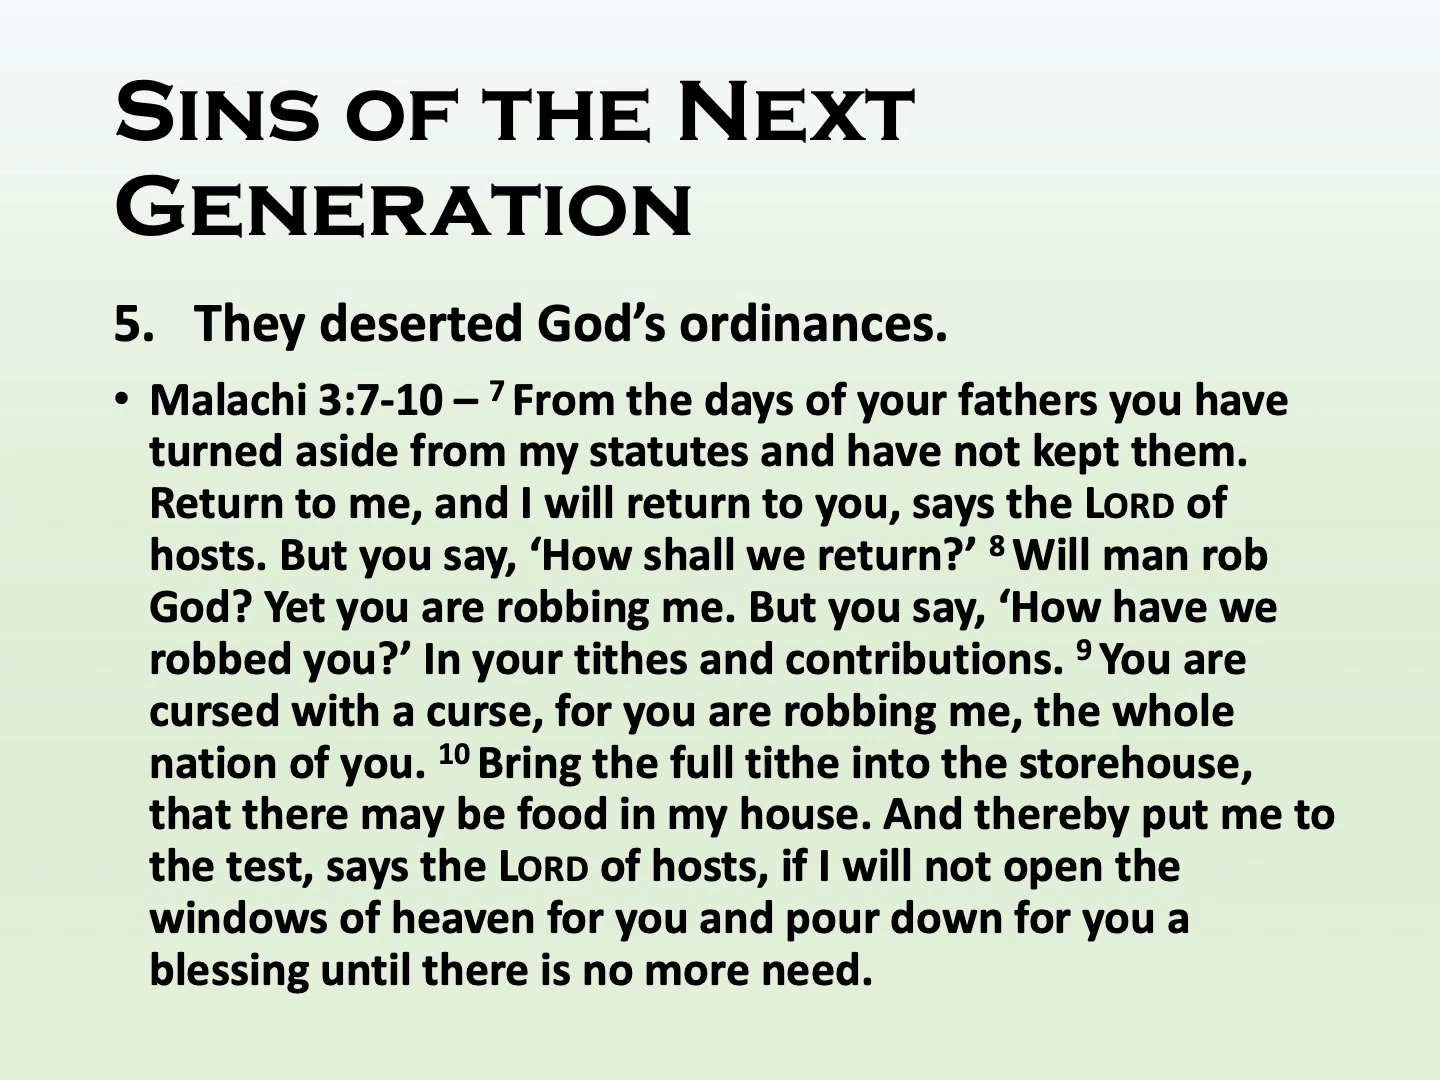 Sins of the Next
Generation
5. They deserted God’s ordinances.
• Malachi 3:7-10 – ⁷ From the days of your fathers you have
turned aside from my statutes and have not kept them.
Return to me, and I will return to you, says the Lord of
hosts. But you say, ‘How shall we return?’ ⁸ Will man rob
God? Yet you are robbing me. But you say, ‘How have we
robbed you?’ In your tithes and contributions. ⁹ You are
cursed with a curse, for you are robbing me, the whole
nation of you. ¹⁰ Bring the full tithe into the storehouse,
that there may be food in my house. And thereby put me to
the test, says the Lord of hosts, if I will not open the
windows of heaven for you and pour down for you a
blessing until there is no more need.